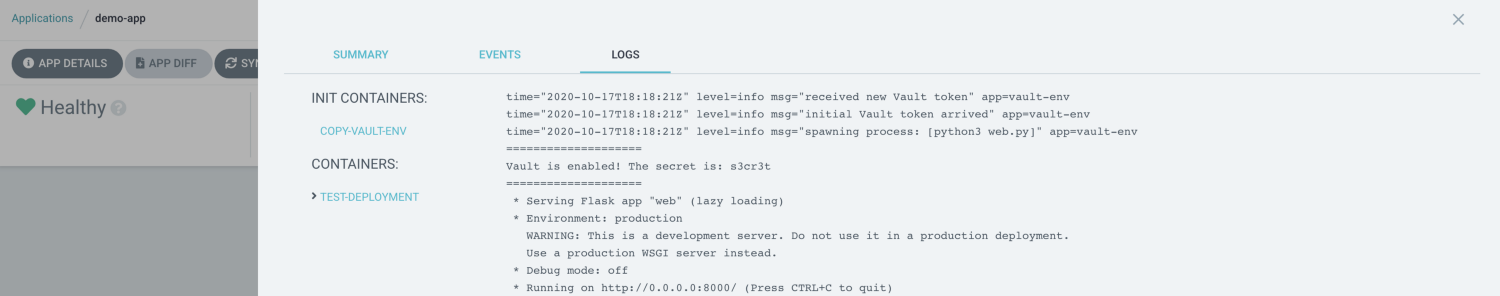 Applications / demo-app
APP DETAILS APP DIFF SYN
Healthy ?
SUMMARY EVENTS LOGS
INIT CONTAINERS:
COPY-VAULT-ENV
CONTAINERS:
TEST-DEPLOYMENT
time="2020-10-17T18:18:21Z" level=info msg="received new Vault token" app=vault-env
time="2020-10-17T18:18:21Z" level=info msg="initial Vault token arrived" app=vault-env
time="2020-10-17T18:18:21Z" level=info msg="spawning process: [python3 web.py]" app=vault-env
====================
Vault is enabled! The secret is: s3cr3t
====================
* Serving Flask app "web" (lazy loading)
* Environment: production
WARNING: This is a development server. Do not use it in a production deployment.
Use a production WSGI server instead.
* Debug mode: off
* Running on http://0.0.0.0:8000/ (Press CTRL+C to quit)